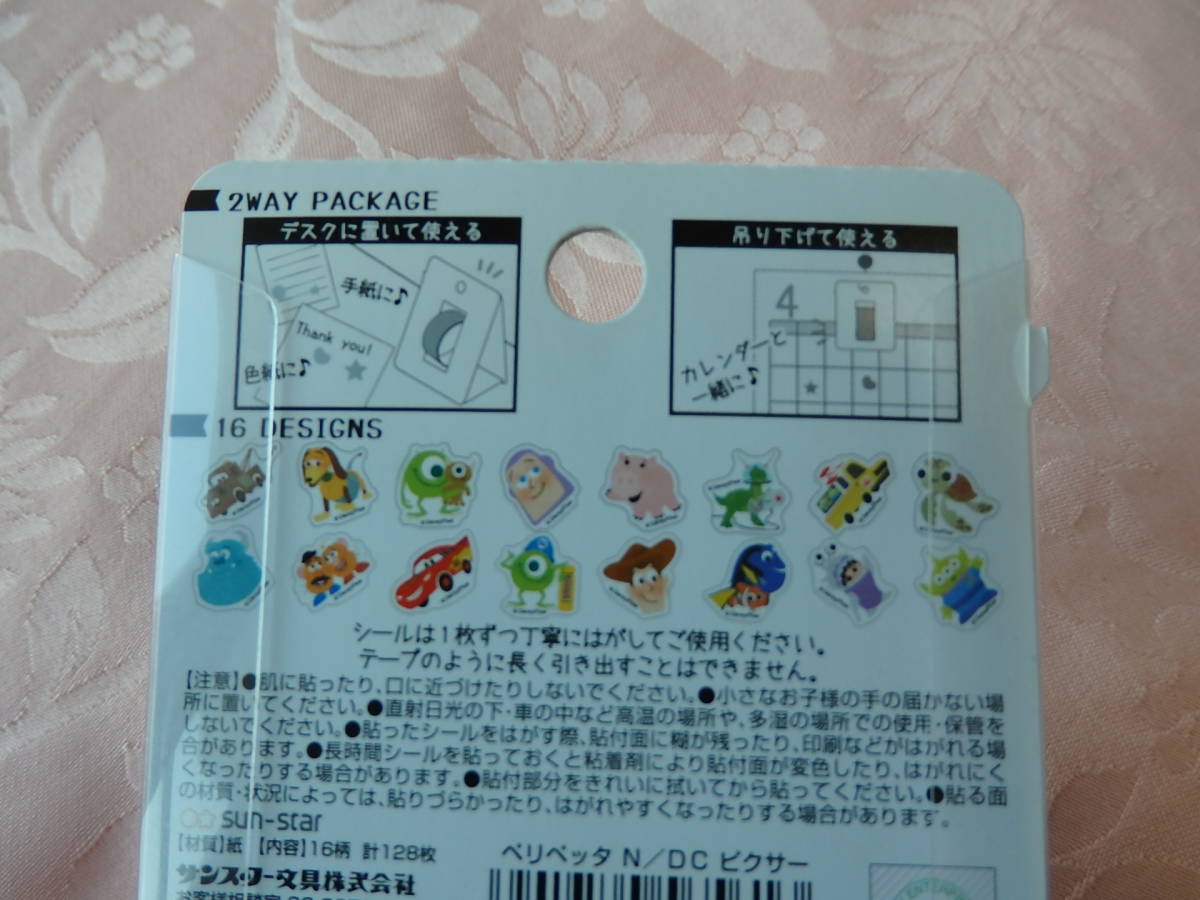 2WAY PACKAGE
デスクに置いて使える
手紙に♪
Thank you!
色紙に♪
吊り下げて使える
4
カレンダーと
一緒に♪
16 DESIGNS
シールは1枚ずつ丁寧にはがしてご使用ください。
テープのように長く引き出すことはできません。
【注意】●肌に貼ったり、口に近づけたりしないでください。●小さなお子様の手の届かない場
所に置いてください。●直射日光の下・車の中など高温の場所や、多湿の場所での使用・保管を
しないでください。●貼ったシールをはがす際、貼付面に糊が残ったり、印刷などがはがれる場
合があります。●長時間シールを貼っておくと粘着剤により貼付面が変色したり、はがれにく
くなったりする場合があります。●貼付部分をきれいに拭いてから貼ってください。●貼る面
の材質・状況によっては、貼りづらかったり、はがれやすくなったりする場合があります。
sun-star
【材質】紙 【内容】16柄 計128枚
ペリペッタ N/DC ピクサー
サンスター文具株式会社